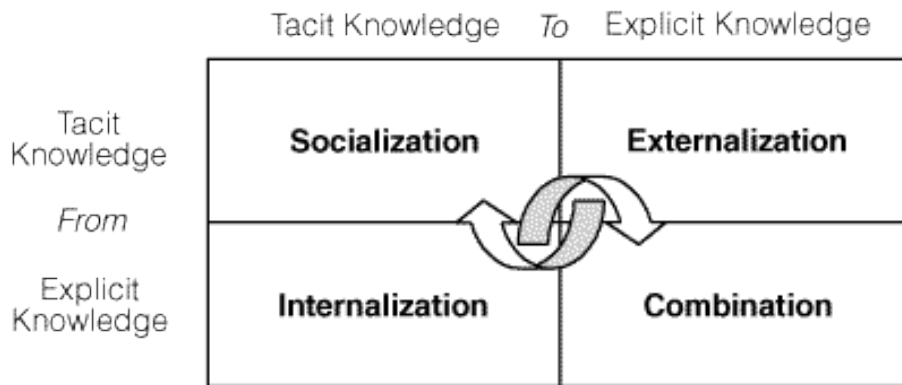 Tacit Knowledge To Explicit Knowledge
Tacit
Knowledge
Socialization Externalization
From
Explicit
Knowledge
Internalization Combination